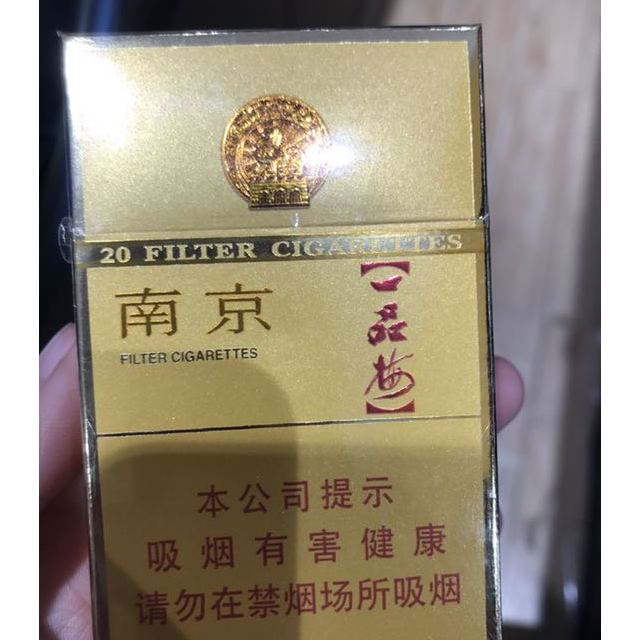 20 FILTER CIGARETTES
南京
FILTER CIGARETTES
【一品梅】
本公司提示
吸烟有害健康
请勿在禁烟场所吸烟